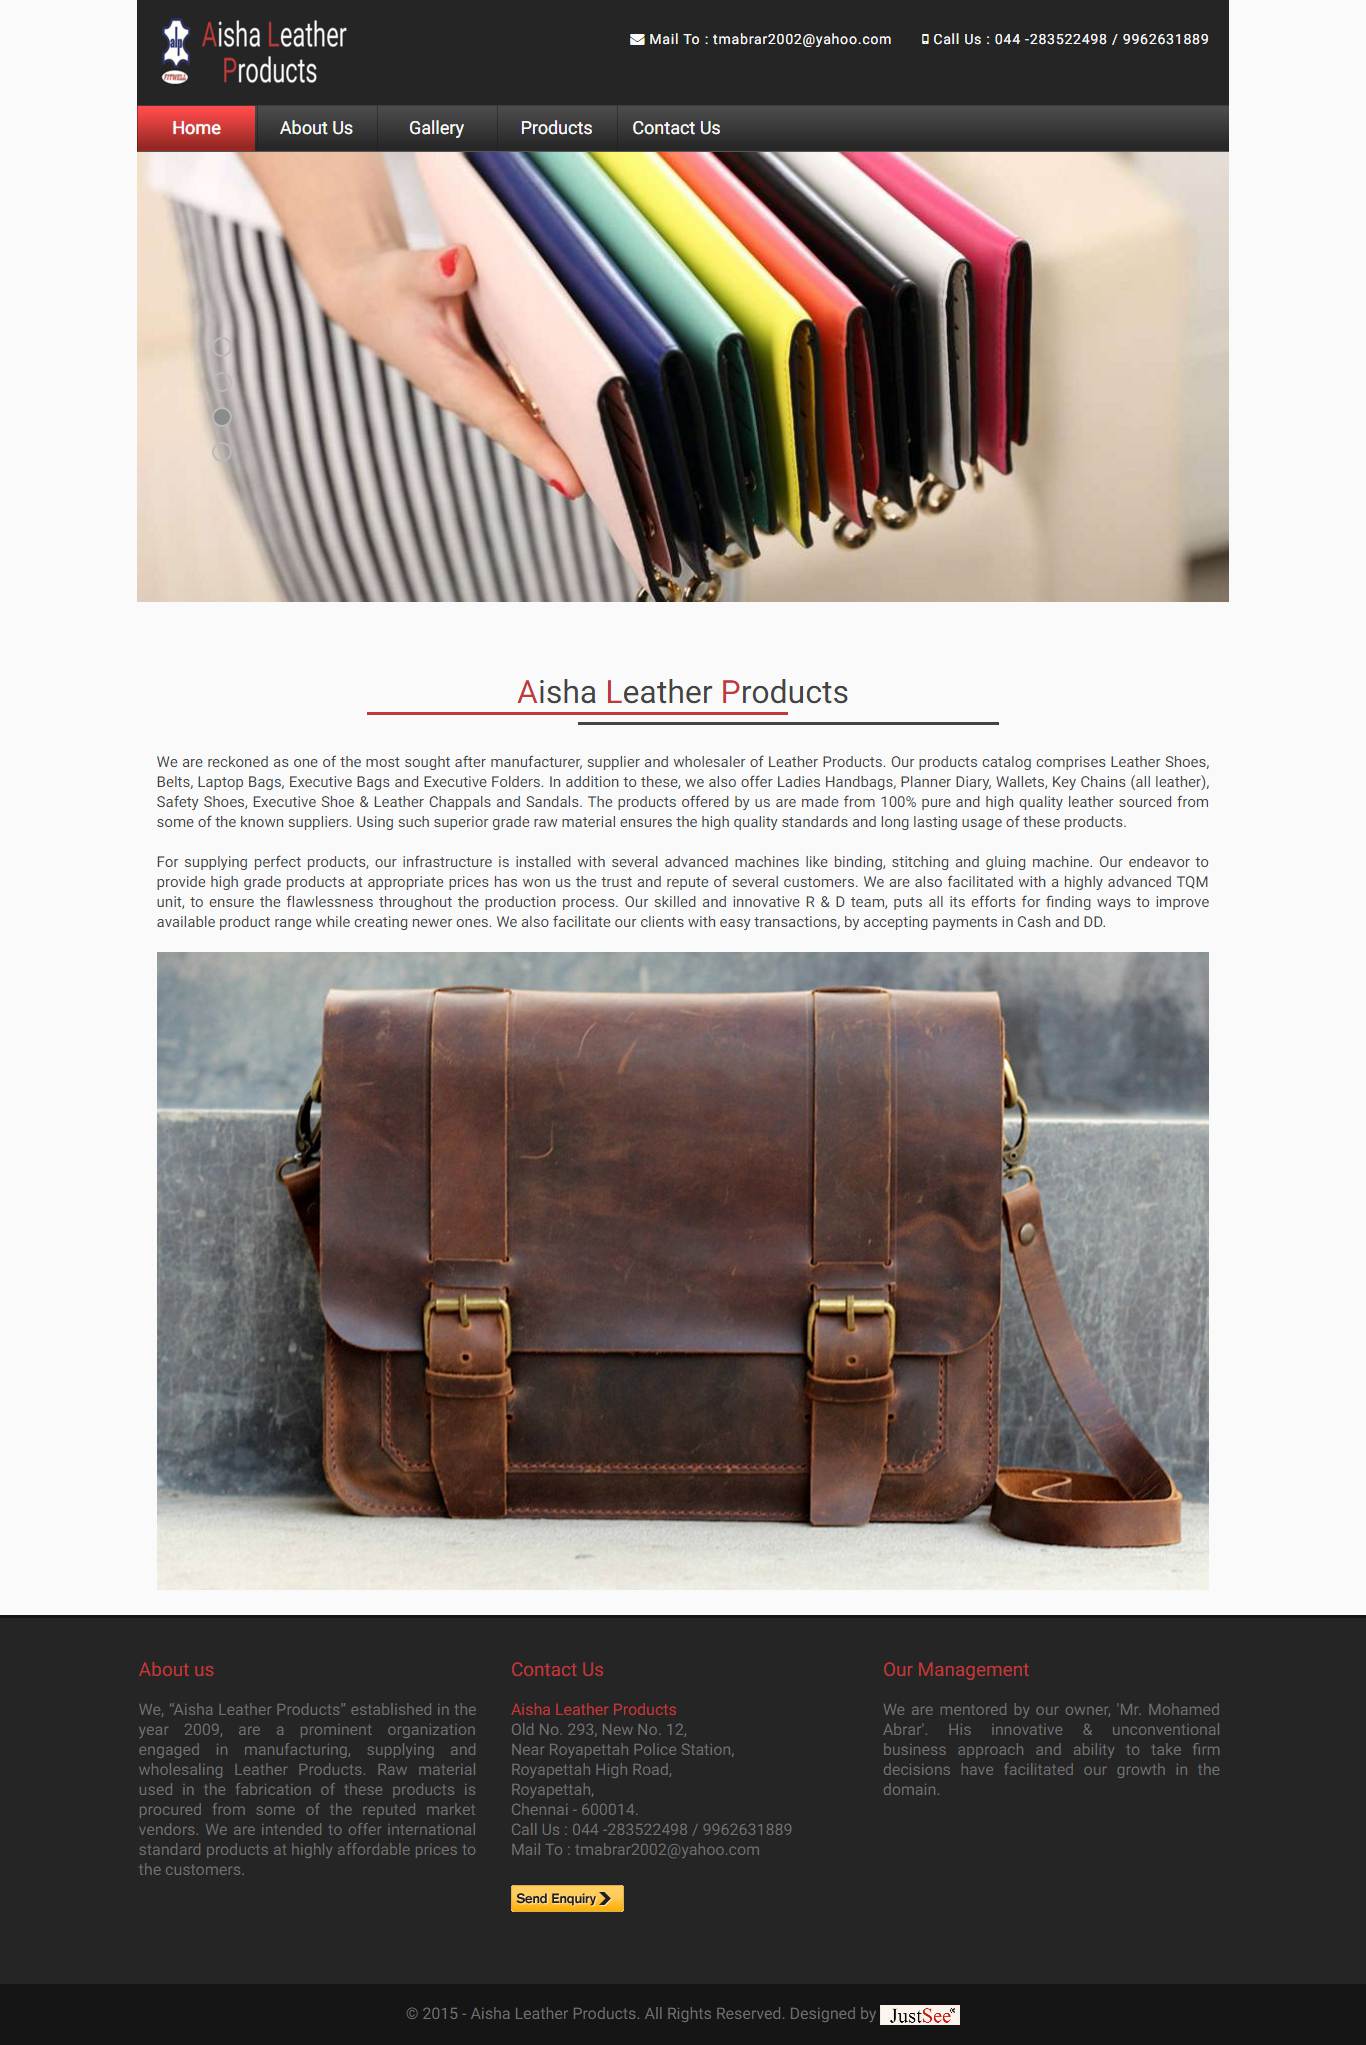 alp
FITWELL
Aisha Leather
Products
Mail To : tmabrar2002@yahoo.com
Call Us : 044 -283522498 / 9962631889
Home
About Us
Gallery
Products
Contact Us
Aisha Leather Products
We are reckoned as one of the most sought after manufacturer, supplier and wholesaler of Leather Products. Our products catalog comprises Leather Shoes,
Belts, Laptop Bags, Executive Bags and Executive Folders. In addition to these, we also offer Ladies Handbags, Planner Diary, Wallets, Key Chains (all leather),
Safety Shoes, Executive Shoe & Leather Chappals and Sandals. The products offered by us are made from 100% pure and high quality leather sourced from
some of the known suppliers. Using such superior grade raw material ensures the high quality standards and long lasting usage of these products.
For supplying perfect products, our infrastructure is installed with several advanced machines like binding, stitching and gluing machine. Our endeavor to
provide high grade products at appropriate prices has won us the trust and repute of several customers. We are also facilitated with a highly advanced TQM
unit, to ensure the flawlessness throughout the production process. Our skilled and innovative R & D team, puts all its efforts for finding ways to improve
available product range while creating newer ones. We also facilitate our clients with easy transactions, by accepting payments in Cash and DD.
About us
We, “Aisha Leather Products” established in the
year 2009, are a prominent organization
engaged in manufacturing, supplying and
wholesaling Leather Products. Raw material
used in the fabrication of these products is
procured from some of the reputed market
vendors. We are intended to offer international
standard products at highly affordable prices to
the customers.
Contact Us
Aisha Leather Products
Old No. 293, New No. 12,
Near Royapettah Police Station,
Royapettah High Road,
Royapettah,
Chennai - 600014.
Call Us : 044 -283522498 / 9962631889
Mail To : tmabrar2002@yahoo.com
Send Enquiry
Our Management
We are mentored by our owner, 'Mr. Mohamed
Abrar'. His innovative & unconventional
business approach and ability to take firm
decisions have facilitated our growth in the
domain.
© 2015 - Aisha Leather Products. All Rights Reserved. Designed by JustSee